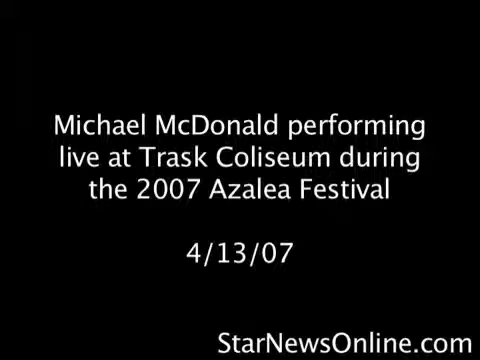 Michael McDonald performing
live at Trask Coliseum during
the 2007 Azalea Festival
4/13/07
StarNewsOnline.com